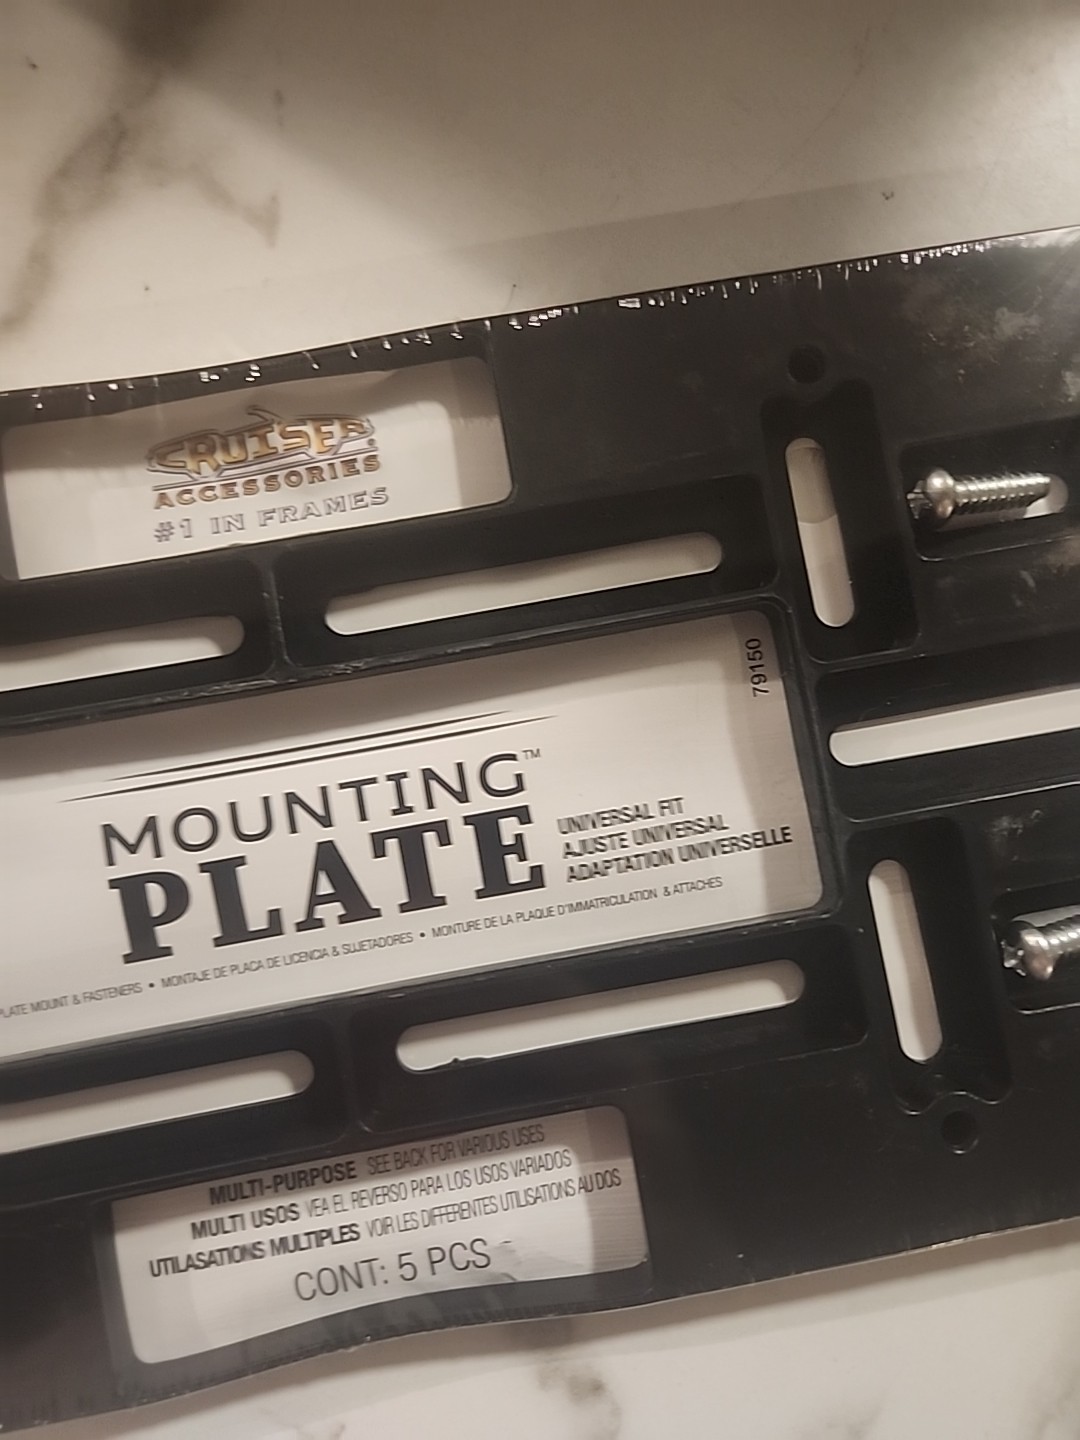 CRUISER®
ACCESSORIES
#1 IN FRAMES
79150
MOUNTING™
PLATE
UNIVERSAL FIT
AJUSTE UNIVERSAL
ADAPTATION UNIVERSELLE
PLATE MOUNT & FASTENERS • MONTAJE DE PLACA DE LICENCIA & SUJETADORES • MONTURE DE LA PLAQUE D'IMMATRICULATION & ATTACHES
MULTI-PURPOSE SEE BACK FOR VARIOUS USES
MULTI USOS VEA EL REVERSO PARA LOS USOS VARIADOS
UTILASATIONS MULTIPLES VOIR LES DIFFERENTES UTILISATIONS AU DOS
CONT: 5 PCS